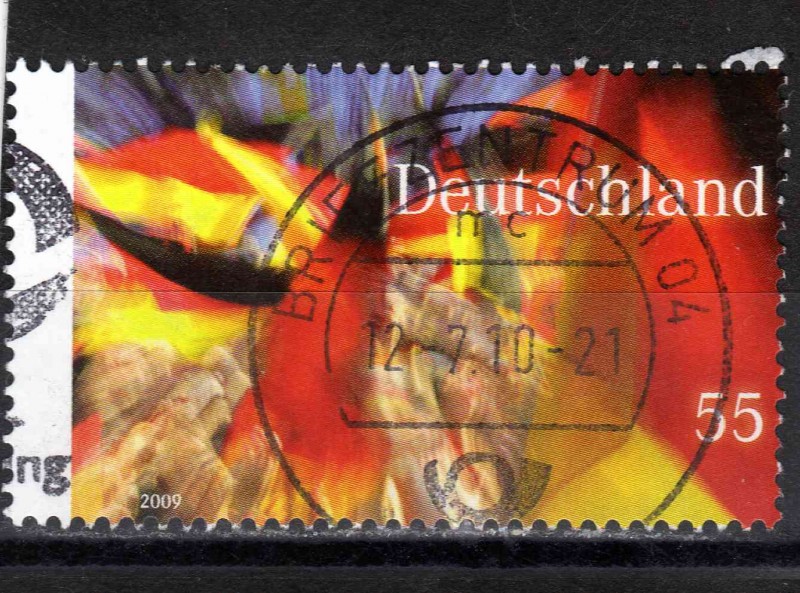 Deutschland
BRIEFZENTRUM 04
mc
12-7.10-21
55
2009
ng